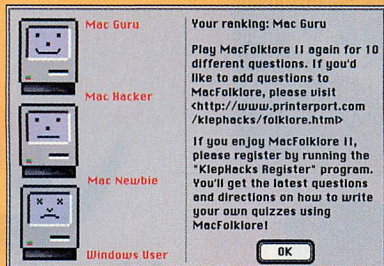 Mac Guru
Mac Hacker
Mac Newbie
Windows User
Your ranking: Mac Guru
Play MacFolklore II again for 10
different questions. If you'd
like to add questions to
MacFolklore, please visit
<http://www.printerport.com
/klephacks/folklore.html>
If you enjoy MacFolklore II,
please register by running the
"KlepHacks Register" program.
You'll get the latest questions
and directions on how to write
your own quizzes using
MacFolklore!
OK